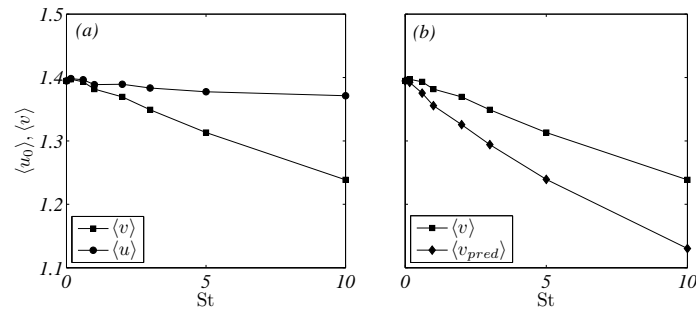 (a)
⟨u₀⟩, ⟨v⟩
1.5
1.4
1.3
1.2
1.1
⟨v⟩
⟨u⟩
0
5
10
St
(b)
⟨v⟩
⟨v_pred⟩
0
5
10
St